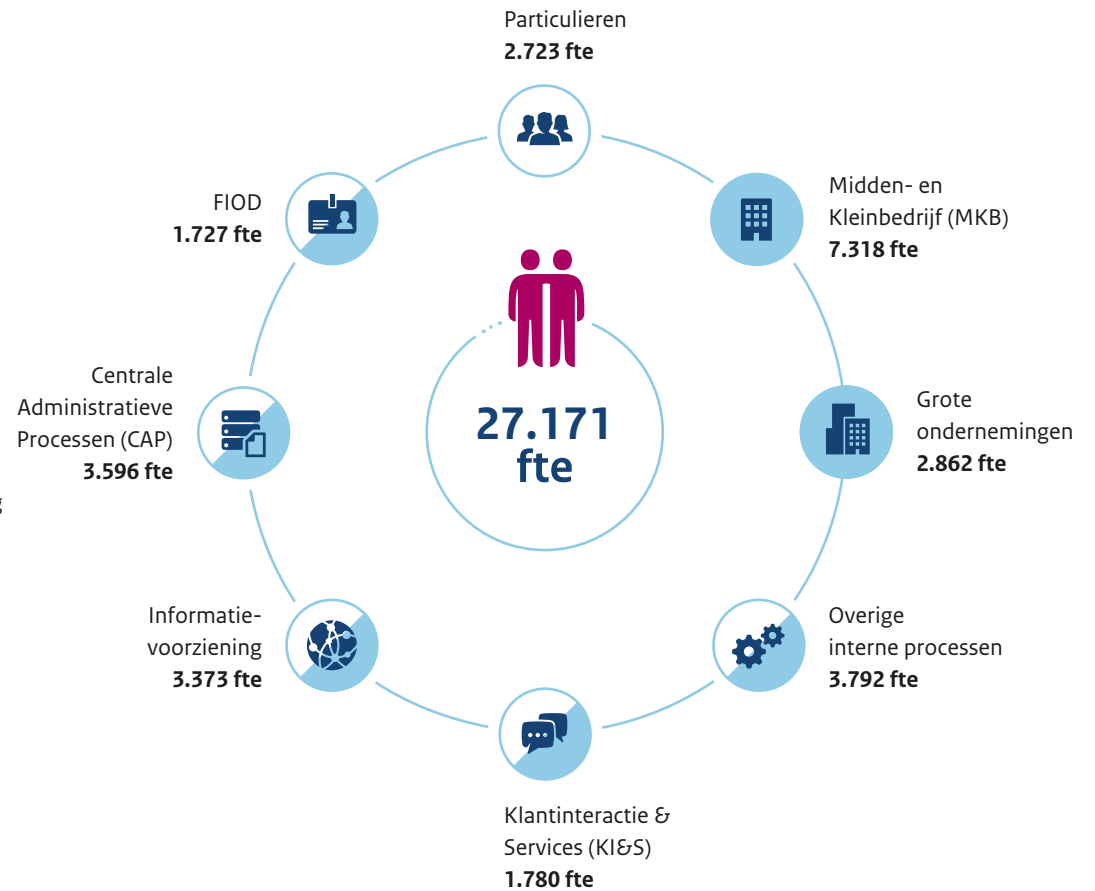 Particulieren
2.723 fte
Midden- en
Kleinbedrijf (MKB)
7.318 fte
Grote
ondernemingen
2.862 fte
Overige
interne processen
3.792 fte
Klantinteractie &
Services (KI&S)
1.780 fte
Informatie-
voorziening
3.373 fte
Centrale
Administratieve
Processen (CAP)
3.596 fte
FIOD
1.727 fte
27.171
fte